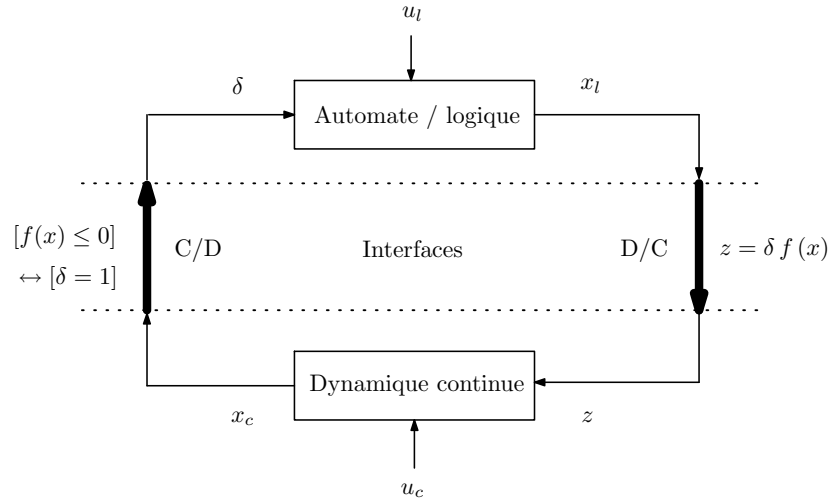 u_l
δ
x_l
Automate / logique
[f(x) ≤ 0]
↔ [δ = 1]
C/D
Interfaces
D/C
z = δ f (x)
Dynamique continue
x_c
z
u_c